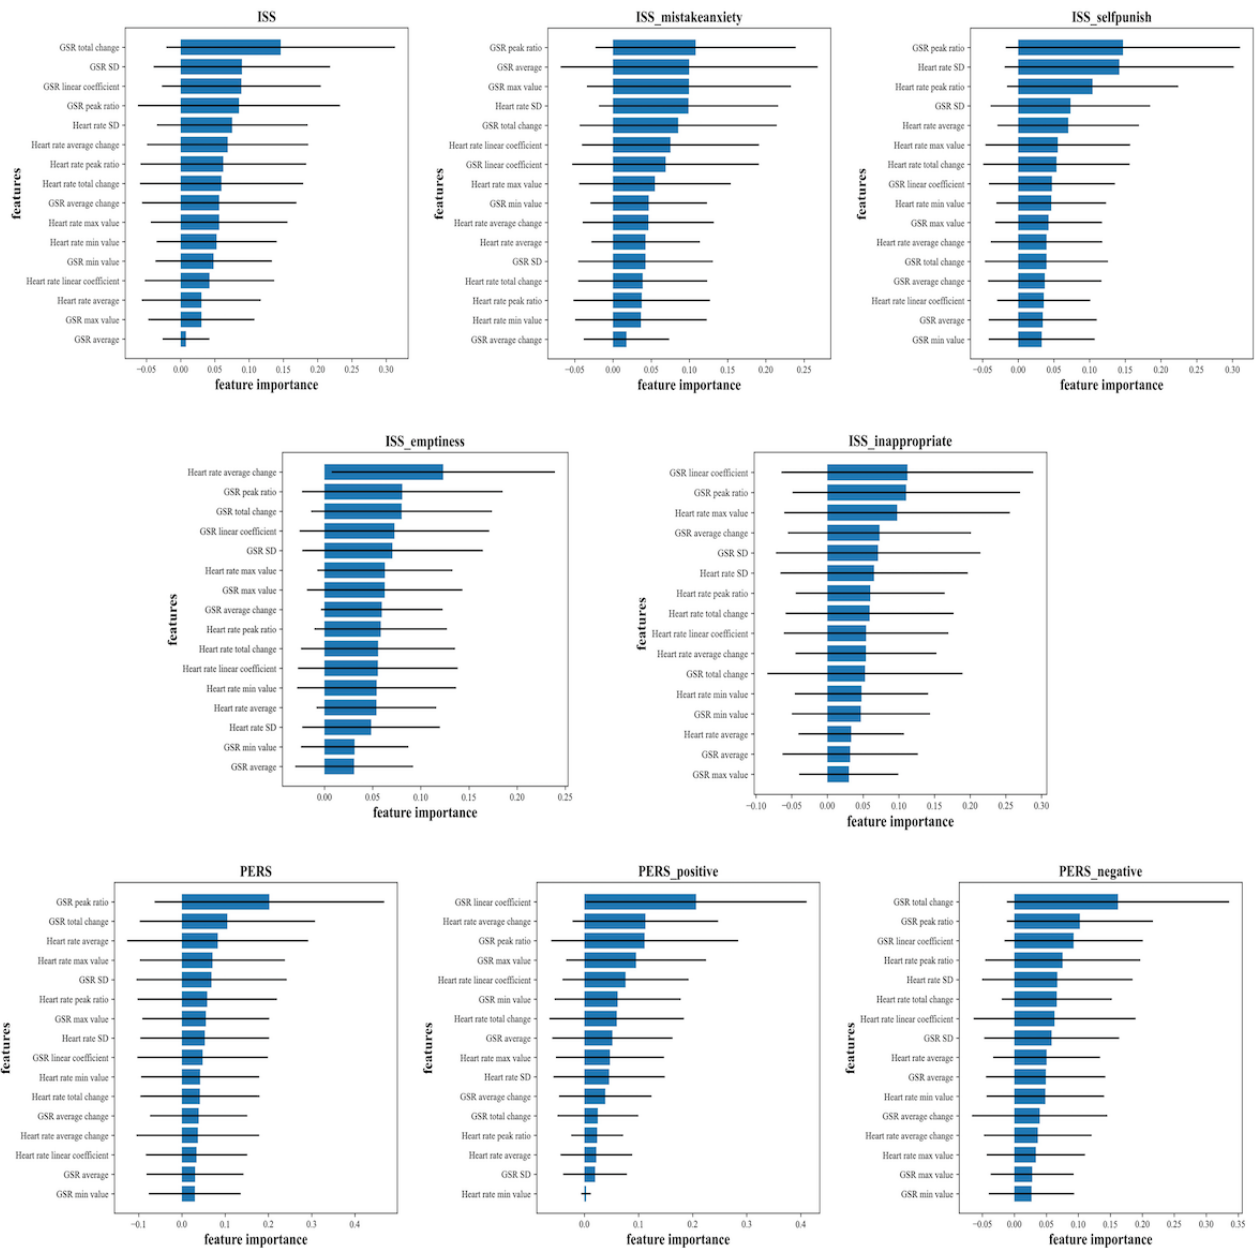 ISS
features
GSR total change
GSR SD
GSR linear coefficient
GSR peak ratio
Heart rate SD
Heart rate average change
Heart rate peak ratio
Heart rate total change
GSR average change
Heart rate max value
Heart rate min value
GSR min value
Heart rate linear coefficient
Heart rate average
GSR max value
GSR average
−0.05 0.00 0.05 0.10 0.15 0.20 0.25 0.30
feature importance
ISS_mistakeanxiety
features
GSR peak ratio
GSR average
GSR max value
Heart rate SD
GSR total change
Heart rate linear coefficient
GSR linear coefficient
Heart rate max value
GSR min value
Heart rate average change
Heart rate average
GSR SD
Heart rate total change
Heart rate peak ratio
Heart rate min value
GSR average change
−0.05 0.00 0.05 0.10 0.15 0.20 0.25
feature importance
ISS_selfpunish
features
GSR peak ratio
Heart rate SD
Heart rate peak ratio
GSR SD
Heart rate average
Heart rate max value
Heart rate total change
GSR linear coefficient
Heart rate min value
GSR max value
Heart rate average change
GSR total change
GSR average change
Heart rate linear coefficient
GSR average
GSR min value
−0.05 0.00 0.05 0.10 0.15 0.20 0.25 0.30
feature importance
ISS_emptiness
features
Heart rate average change
GSR peak ratio
GSR total change
GSR linear coefficient
GSR SD
Heart rate max value
GSR max value
GSR average change
Heart rate peak ratio
Heart rate total change
Heart rate linear coefficient
Heart rate min value
Heart rate average
Heart rate SD
GSR min value
GSR average
0.00 0.05 0.10 0.15 0.20 0.25
feature importance
ISS_inappropriate
features
GSR linear coefficient
GSR peak ratio
Heart rate max value
GSR average change
GSR SD
Heart rate SD
Heart rate peak ratio
Heart rate total change
Heart rate linear coefficient
Heart rate average change
GSR total change
Heart rate min value
GSR min value
Heart rate average
GSR average
GSR max value
−0.10 −0.05 0.00 0.05 0.10 0.15 0.20 0.25 0.30
feature importance
PERS
features
GSR peak ratio
GSR total change
Heart rate average
Heart rate max value
GSR SD
Heart rate peak ratio
GSR max value
Heart rate SD
GSR linear coefficient
Heart rate min value
Heart rate total change
GSR average change
Heart rate average change
Heart rate linear coefficient
GSR average
GSR min value
−0.1 0.0 0.1 0.2 0.3 0.4
feature importance
PERS_positive
features
GSR linear coefficient
Heart rate average change
GSR peak ratio
GSR max value
Heart rate linear coefficient
GSR min value
Heart rate total change
GSR average
Heart rate max value
Heart rate SD
GSR average change
GSR total change
Heart rate peak ratio
Heart rate average
GSR SD
Heart rate min value
0.0 0.1 0.2 0.3 0.4
feature importance
PERS_negative
features
GSR total change
GSR peak ratio
GSR linear coefficient
Heart rate peak ratio
Heart rate SD
Heart rate total change
Heart rate linear coefficient
GSR SD
Heart rate average
GSR average
Heart rate min value
GSR average change
Heart rate average change
Heart rate max value
GSR max value
GSR min value
−0.05 0.00 0.05 0.10 0.15 0.20 0.25 0.30 0.35
feature importance